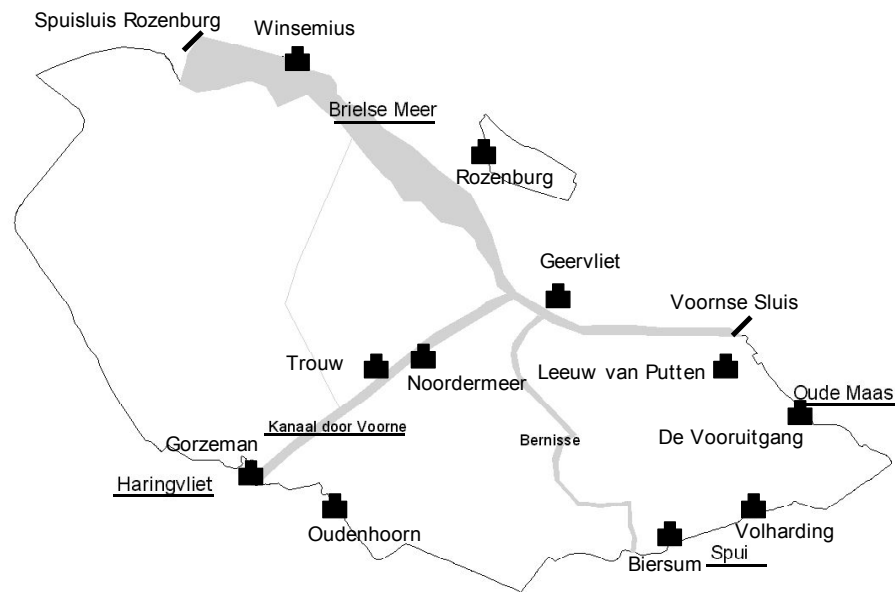 Spuisluis Rozenburg
Winsemius
Brielse Meer
Rozenburg
Geervliet
Voornse Sluis
Trouw
Noordermeer
Leeuw van Putten
Oude Maas
Kanaal door Voorne
De Vooruitgang
Bernisse
Gorzeman
Haringvliet
Oudenhoorn
Volharding
Biersum
Spui